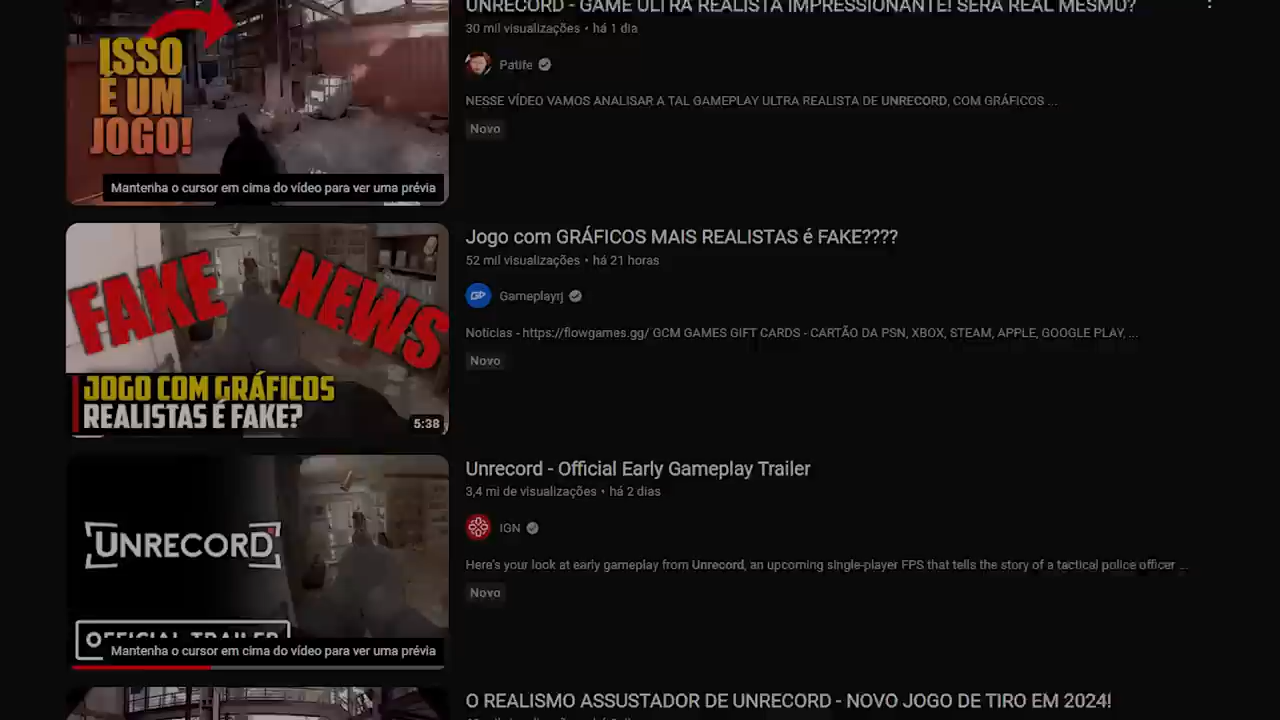 UNRECORD - GAME ULTRA REALISTA IMPRESSIONANTE! SERÁ REAL MESMO?
30 mil visualizações • há 1 dia
Patife
NESSE VÍDEO VAMOS ANALISAR A TAL GAMEPLAY ULTRA REALISTA DE UNRECORD, COM GRÁFICOS ...
Novo
ISSO
É UM
JOGO!
Mantenha o cursor em cima do vídeo para ver uma prévia
Jogo com GRÁFICOS MAIS REALISTAS é FAKE????
52 mil visualizações • há 21 horas
Gameplayrj
Notícias - https://flowgames.gg/ GCM GAMES GIFT CARDS - CARTÃO DA PSN, XBOX, STEAM, APPLE, GOOGLE PLAY, ...
Novo
FAKE NEWS
JOGO COM GRÁFICOS
REALISTAS É FAKE?
5:38
Unrecord - Official Early Gameplay Trailer
3,4 mi de visualizações • há 2 dias
IGN
Here's your look at early gameplay from Unrecord, an upcoming single-player FPS that tells the story of a tactical police officer ...
Novo
UNRECORD
OFFICIAL TRAILER
Mantenha o cursor em cima do vídeo para ver uma prévia
O REALISMO ASSUSTADOR DE UNRECORD - NOVO JOGO DE TIRO EM 2024!